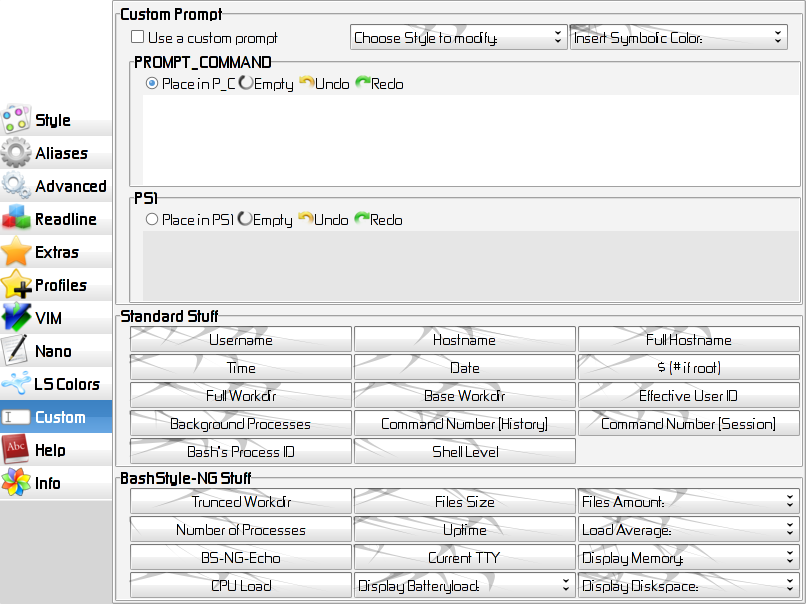 Style
Aliases
Advanced
Readline
Extras
Profiles
VIM
Nano
LS Colors
Custom
Abc
Help
Info
Custom Prompt
Use a custom prompt
Choose Style to modify:
Insert Symbolic Color:
PROMPT_COMMAND
Place in P_C Empty Undo Redo
PS1
Place in PS1 Empty Undo Redo
Standard Stuff
Username Hostname Full Hostname
Time Date $ (# if root)
Full Workdir Base Workdir Effective User ID
Background Processes Command Number (History) Command Number (Session)
Bash's Process ID Shell Level
BashStyle-NG Stuff
Trunced Workdir Files Size Files Amount:
Number of Processes Uptime Load Average:
BS-NG-Echo Current TTY Display Memory:
CPU Load Display Batteryload: Display Diskspace: